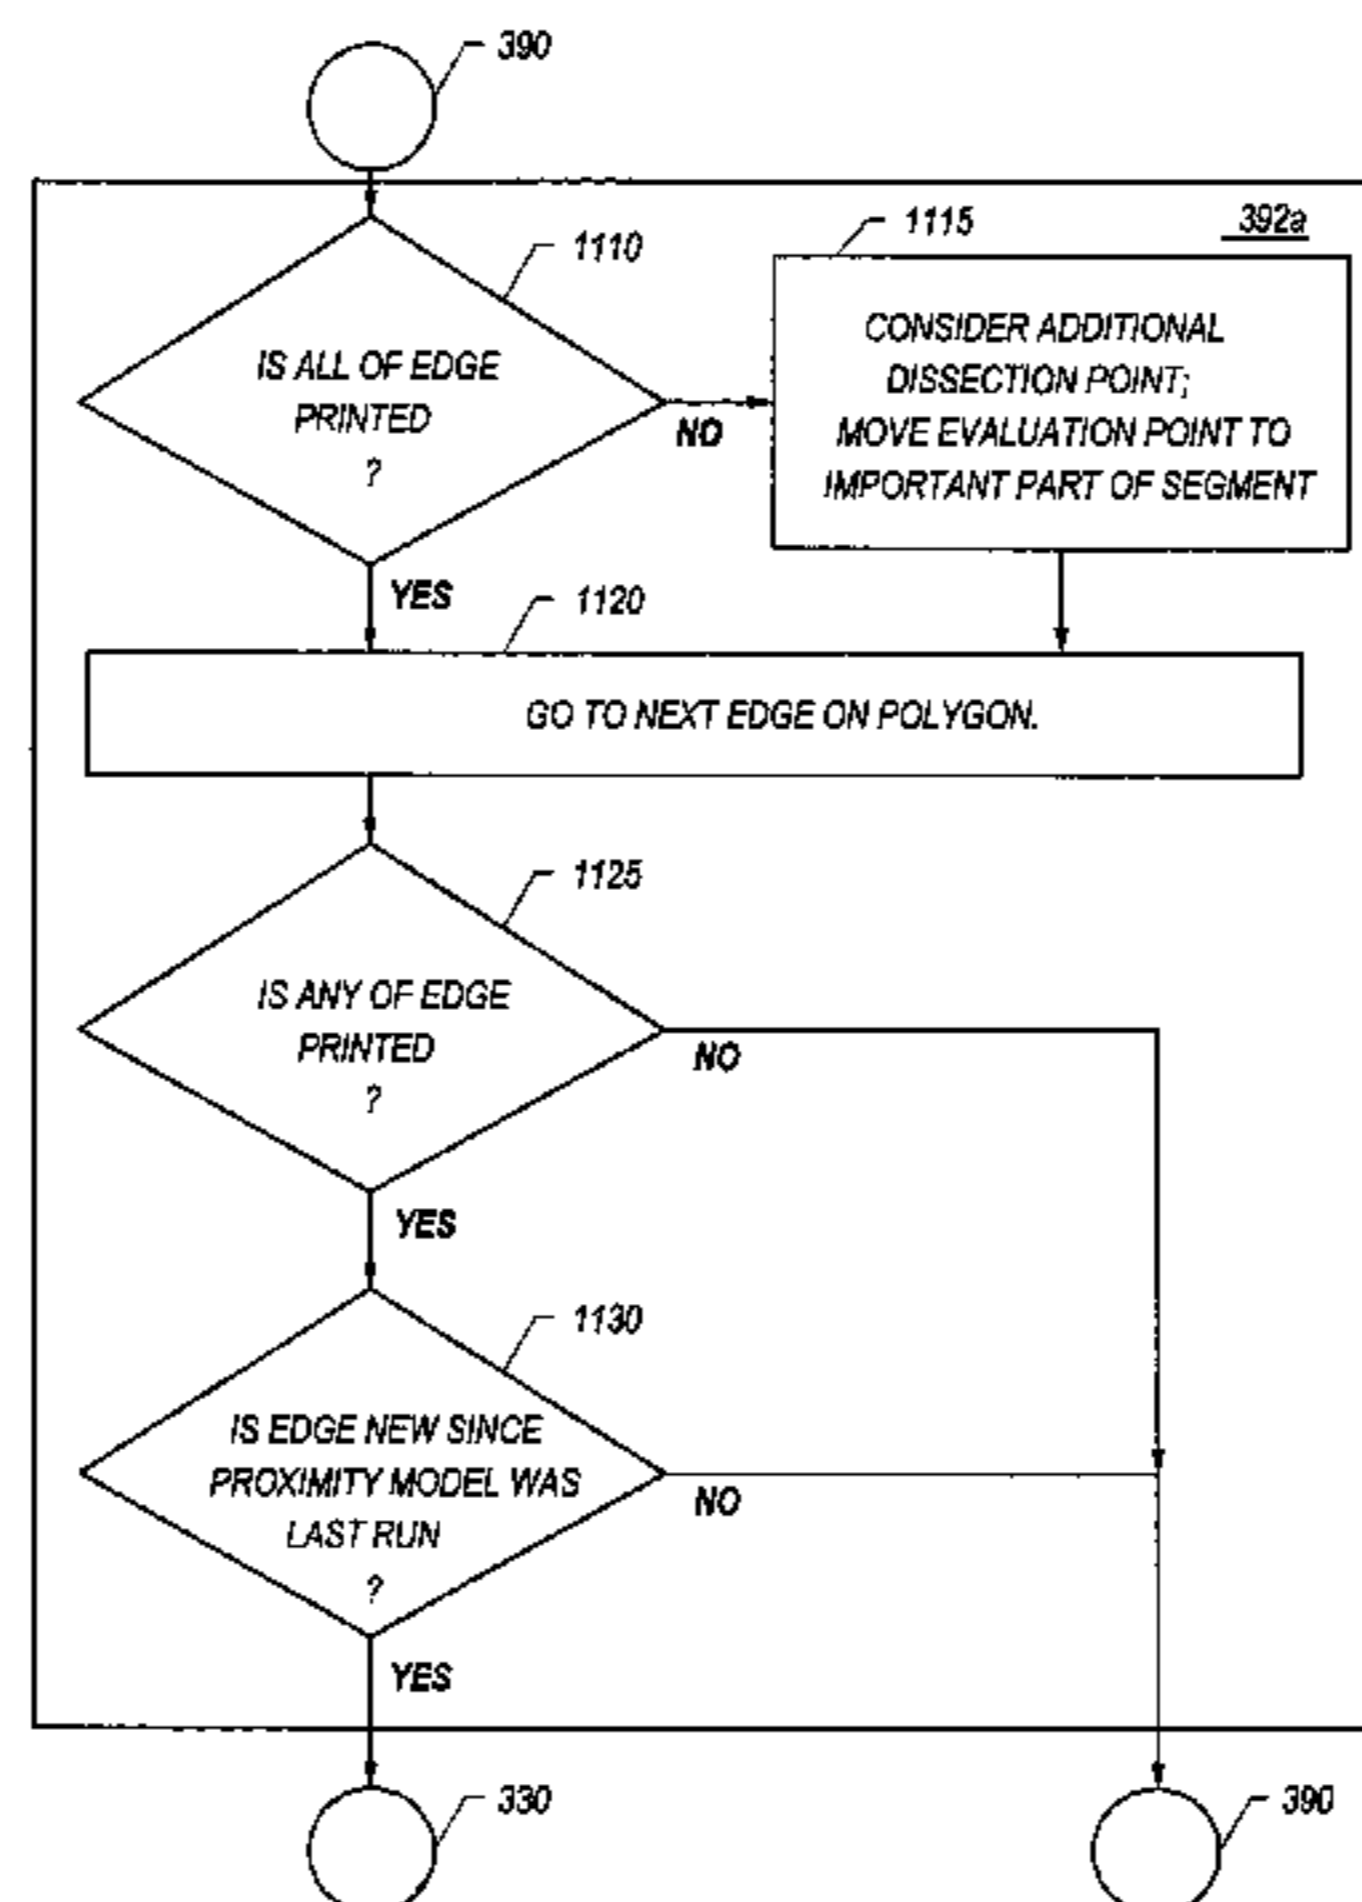 390
1110
1115
392a
IS ALL OF EDGE
PRINTED
?
NO
CONSIDER ADDITIONAL
DISSECTION POINT;
MOVE EVALUATION POINT TO
IMPORTANT PART OF SEGMENT
YES
1120
GO TO NEXT EDGE ON POLYGON.
1125
IS ANY OF EDGE
PRINTED
?
NO
YES
1130
IS EDGE NEW SINCE
PROXIMITY MODEL WAS
LAST RUN
?
NO
YES
330
390